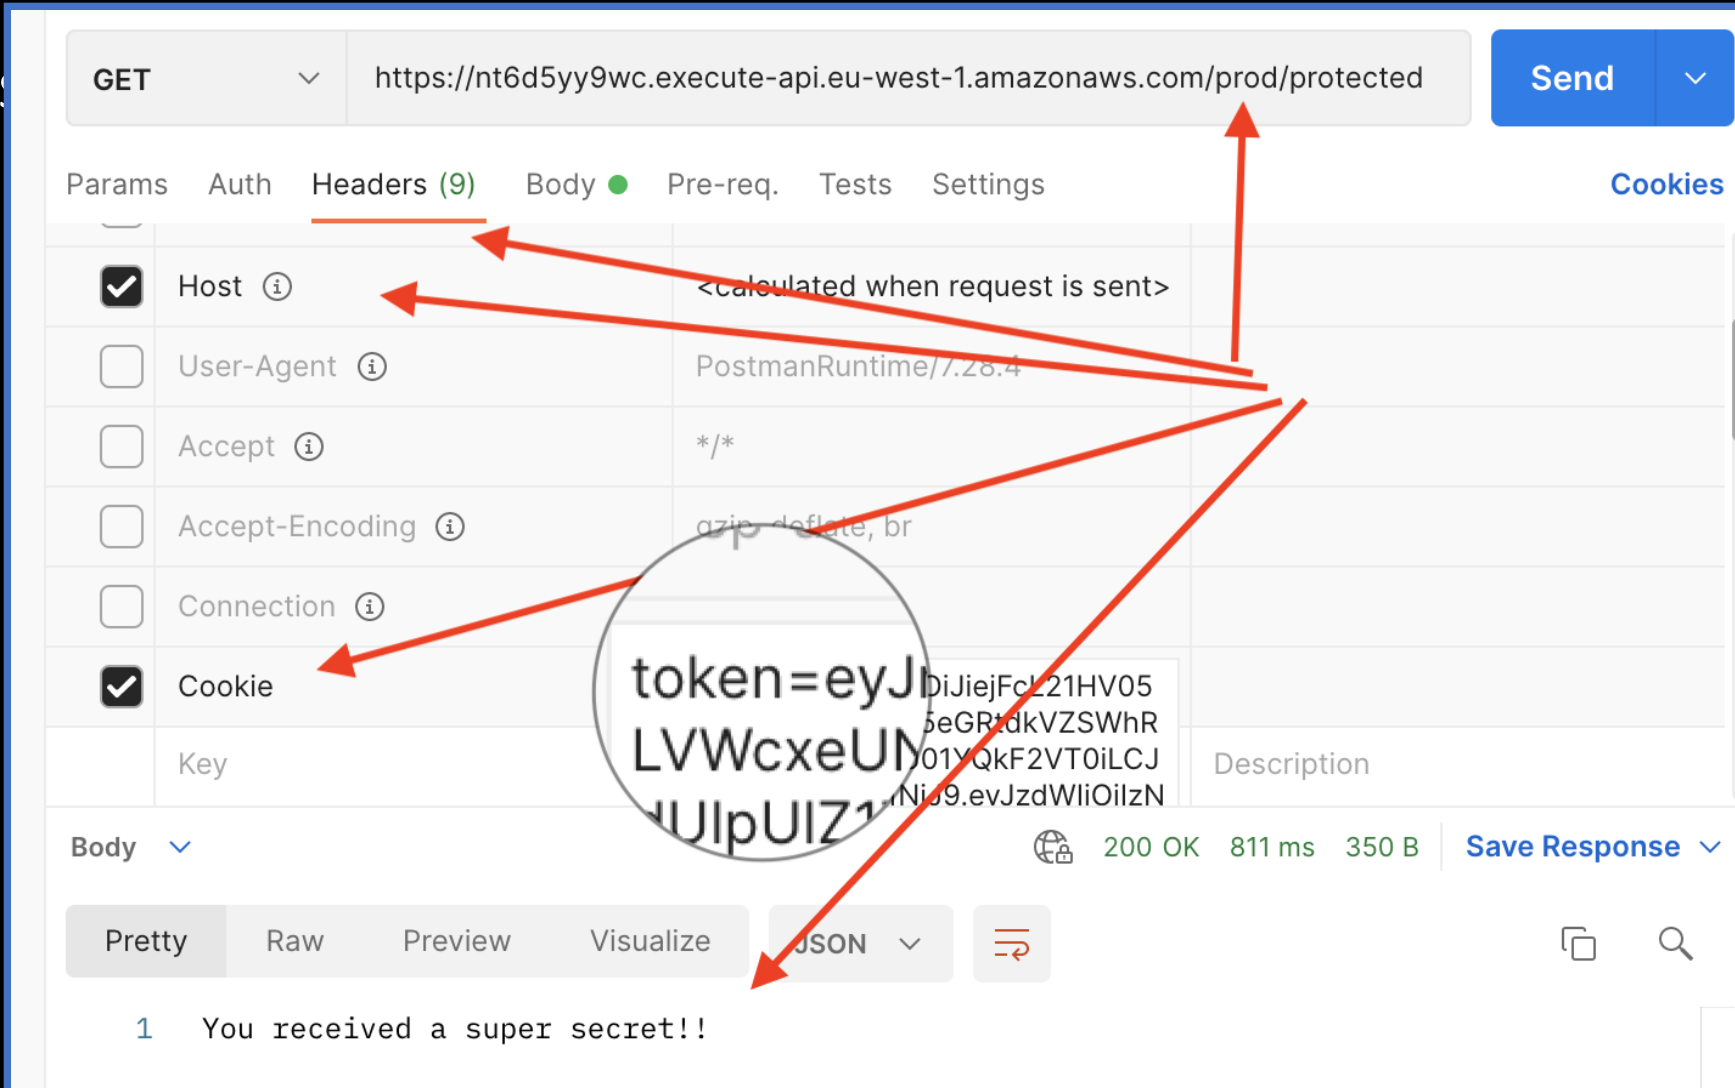 GET https://nt6d5yy9wc.execute-api.eu-west-1.amazonaws.com/prod/protected Send
Params Auth Headers (9) Body Pre-req. Tests Settings Cookies
Host <calculated when request is sent>
User-Agent PostmanRuntime/7.28.4
Accept */*
Accept-Encoding gzip, deflate, br
Connection
Cookie
token=eyJ
LVWcxeUN
Key Description
Body 200 OK 811 ms 350 B Save Response
Pretty Raw Preview Visualize JSON
1 You received a super secret!!